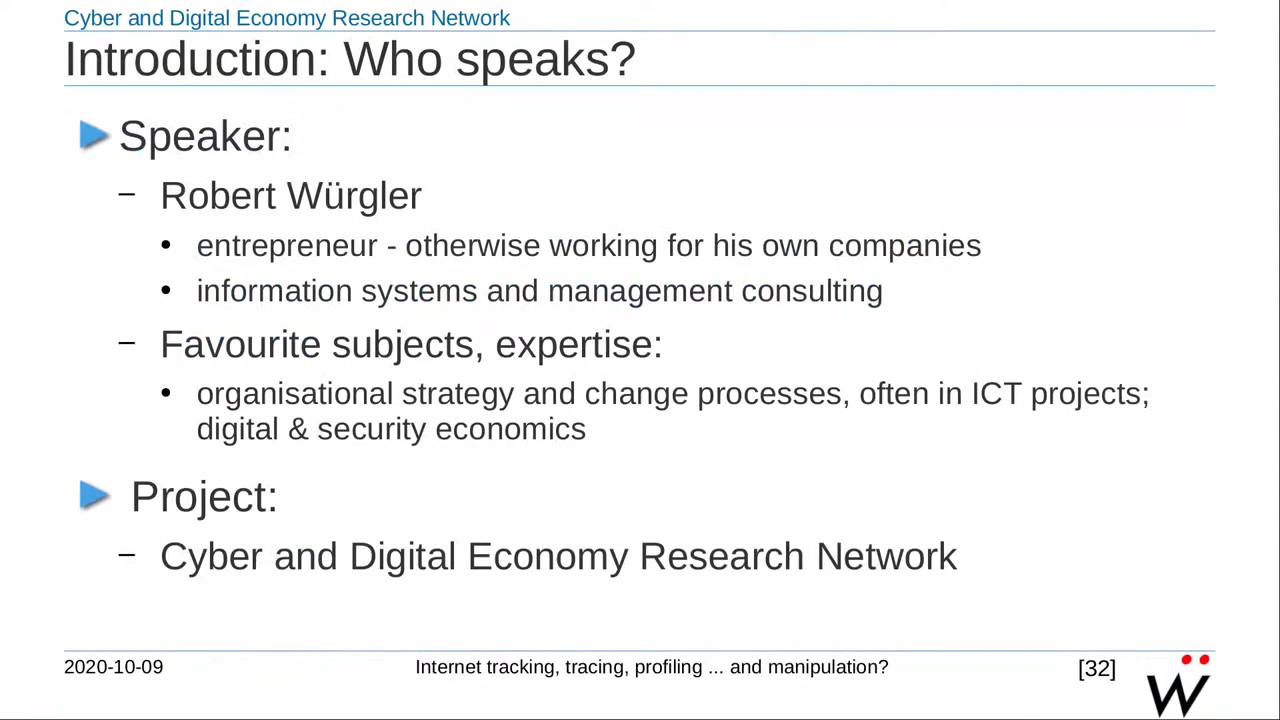 Cyber and Digital Economy Research Network
Introduction: Who speaks?
Speaker:
– Robert Würgler
• entrepreneur - otherwise working for his own companies
• information systems and management consulting
– Favourite subjects, expertise:
• organisational strategy and change processes, often in ICT projects;
digital & security economics
Project:
– Cyber and Digital Economy Research Network
2020-10-09
Internet tracking, tracing, profiling ... and manipulation?
[32]
Ẅ